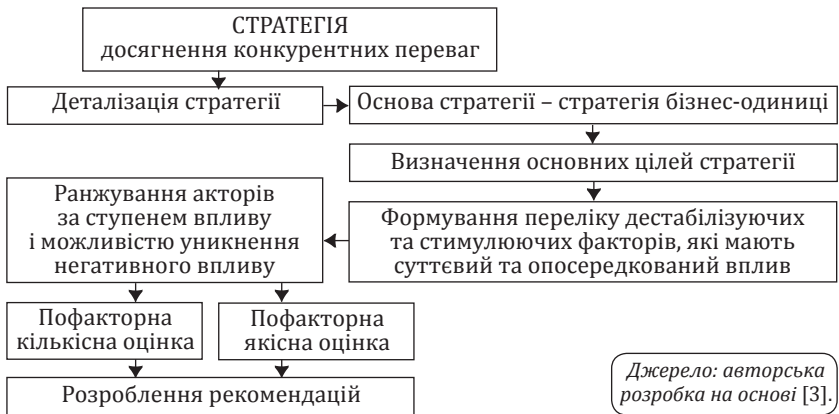 СТРАТЕГІЯ
досягнення конкурентних переваг
Деталізація стратегії
Основа стратегії – стратегія бізнес-одиниці
Визначення основних цілей стратегії
Формування переліку дестабілізуючих
та стимулюючих факторів, які мають
суттєвий та опосередкований вплив
Ранжування акторів
за ступенем впливу
і можливістю уникнення
негативного впливу
Пофакторна
кількісна оцінка
Пофакторна
якісна оцінка
Розроблення рекомендацій
Джерело: авторська
розробка на основі [3].